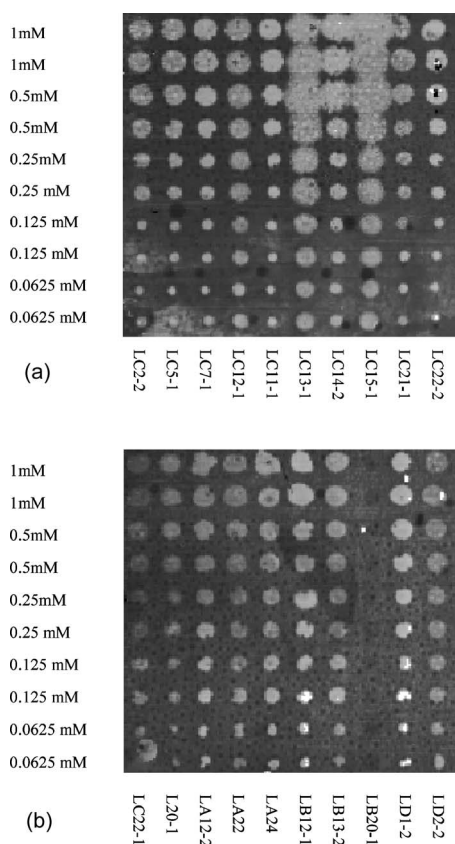 1mM
1mM
0.5mM
0.5mM
0.25mM
0.25 mM
0.125 mM
0.125 mM
0.0625 mM
0.0625 mM
(a)
LC2-2
LC5-1
LC7-1
LC12-1
LC11-1
LC13-1
LC14-2
LC15-1
LC21-1
LC22-2
1mM
1mM
0.5mM
0.5mM
0.25mM
0.25 mM
0.125 mM
0.125 mM
0.0625 mM
0.0625 mM
(b)
LC22-1
L20-1
LA12-2
LA22
LA24
LB12-1
LB13-2
LB20-1
LD1-2
LD2-2